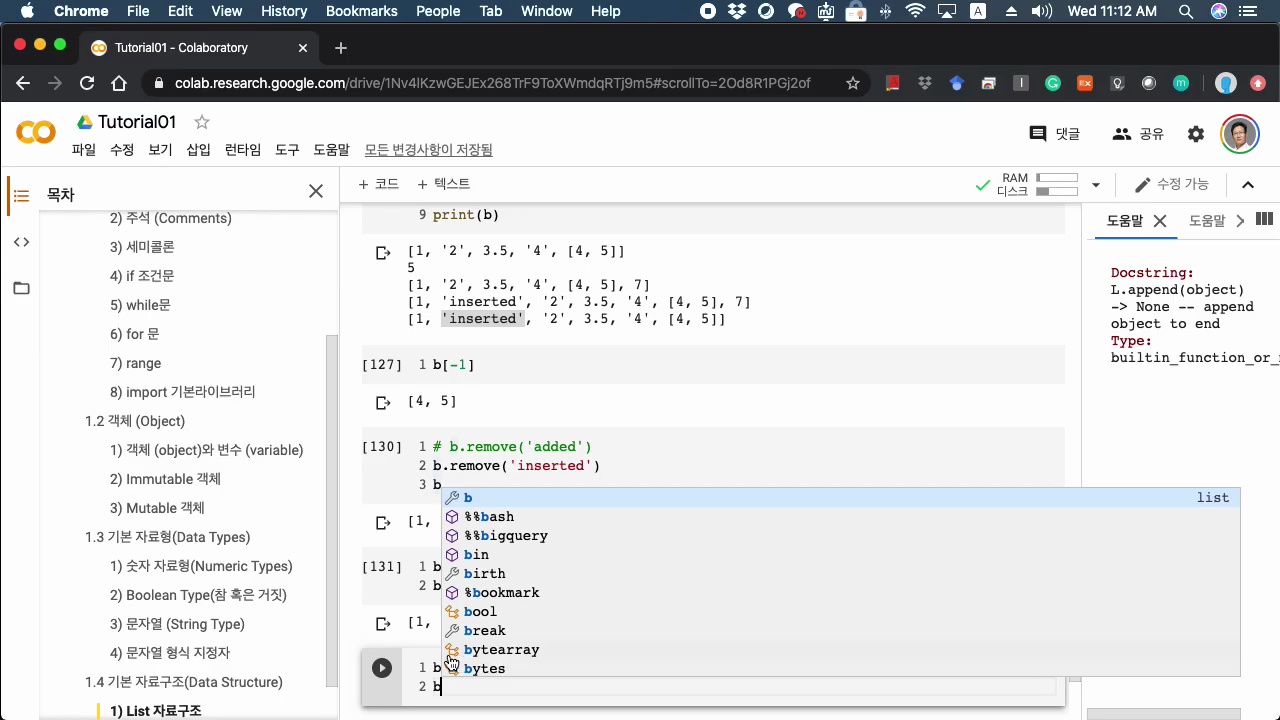 Chrome File Edit View History Bookmarks People Tab Window Help A Wed 11:12 AM
Tutorial01 - Colaboratory
colab.research.google.com/drive/1Nv4lKzwGEJEx268TrF9ToXWmdqRTj9m5#scrollTo=2Od8R1PGj2of
Tutorial01
댓글 공유
파일 수정 보기 삽입 런타임 도구 도움말 모든 변경사항이 저장됨
목차
+ 코드 + 텍스트
RAM
디스크
수정 가능
2) 주석 (Comments)
3) 세미콜론
4) if 조건문
5) while문
6) for 문
7) range
8) import 기본라이브러리
1.2 객체 (Object)
1) 객체 (object)와 변수 (variable)
2) Immutable 객체
3) Mutable 객체
1.3 기본 자료형(Data Types)
1) 숫자 자료형(Numeric Types)
2) Boolean Type(참 혹은 거짓)
3) 문자열 (String Type)
4) 문자열 형식 지정자
1.4 기본 자료구조(Data Structure)
1) List 자료구조
9 print(b)
[1, '2', 3.5, '4', [4, 5]]
5
[1, '2', 3.5, '4', [4, 5], 7]
[1, 'inserted', '2', 3.5, '4', [4, 5], 7]
[1, 'inserted', '2', 3.5, '4', [4, 5]]
[127] 1 b[-1]
[4, 5]
[130] 1 # b.remove('added')
2 b.remove('inserted')
3 b
[1,
[131] 1 b
2 b
[1,
1 b
2 b
b list
%%bash
%%bigquery
bin
birth
%bookmark
bool
break
bytearray
bytes
도움말 도움말
Docstring:
L.append(object)
-> None -- append
object to end
Type:
builtin_function_or_